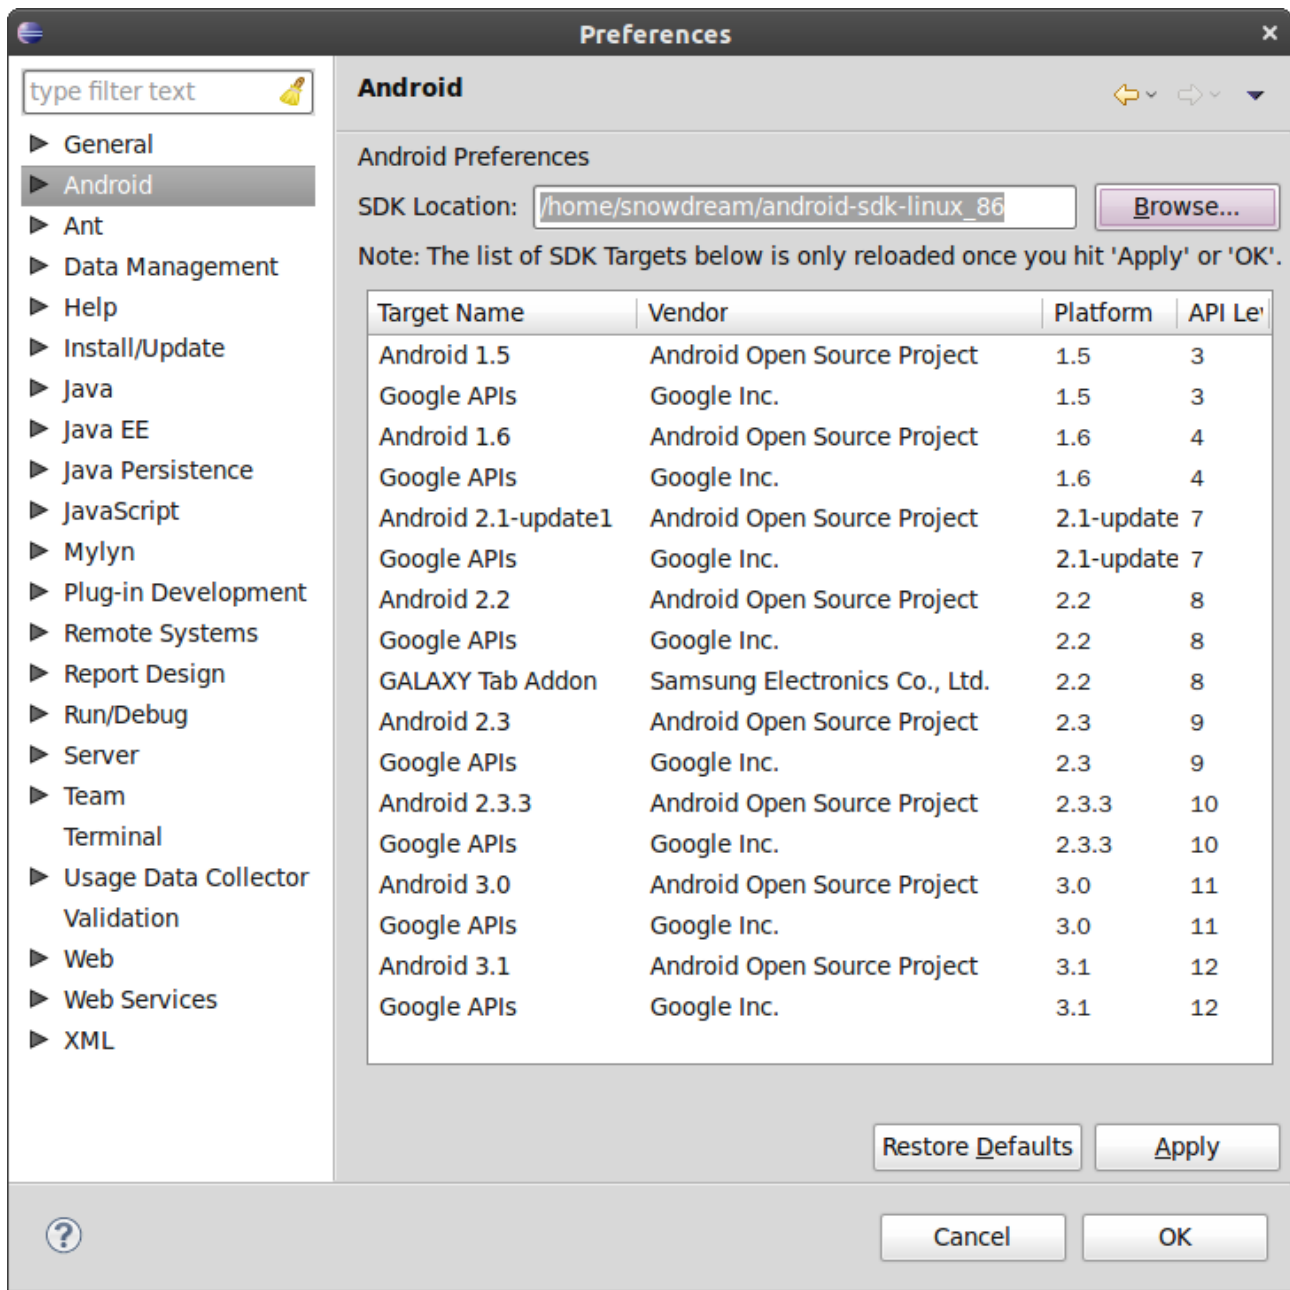 Preferences
type filter text
General
Android
Ant
Data Management
Help
Install/Update
Java
Java EE
Java Persistence
JavaScript
Mylyn
Plug-in Development
Remote Systems
Report Design
Run/Debug
Server
Team
Terminal
Usage Data Collector
Validation
Web
Web Services
XML
Android
Android Preferences
SDK Location: /home/snowdream/android-sdk-linux_86 Browse...
Note: The list of SDK Targets below is only reloaded once you hit 'Apply' or 'OK'.
Target Name Vendor Platform API Lev
Android 1.5 Android Open Source Project 1.5 3
Google APIs Google Inc. 1.5 3
Android 1.6 Android Open Source Project 1.6 4
Google APIs Google Inc. 1.6 4
Android 2.1-update1 Android Open Source Project 2.1-update 7
Google APIs Google Inc. 2.1-update 7
Android 2.2 Android Open Source Project 2.2 8
Google APIs Google Inc. 2.2 8
GALAXY Tab Addon Samsung Electronics Co., Ltd. 2.2 8
Android 2.3 Android Open Source Project 2.3 9
Google APIs Google Inc. 2.3 9
Android 2.3.3 Android Open Source Project 2.3.3 10
Google APIs Google Inc. 2.3.3 10
Android 3.0 Android Open Source Project 3.0 11
Google APIs Google Inc. 3.0 11
Android 3.1 Android Open Source Project 3.1 12
Google APIs Google Inc. 3.1 12
Restore Defaults Apply
? Cancel OK